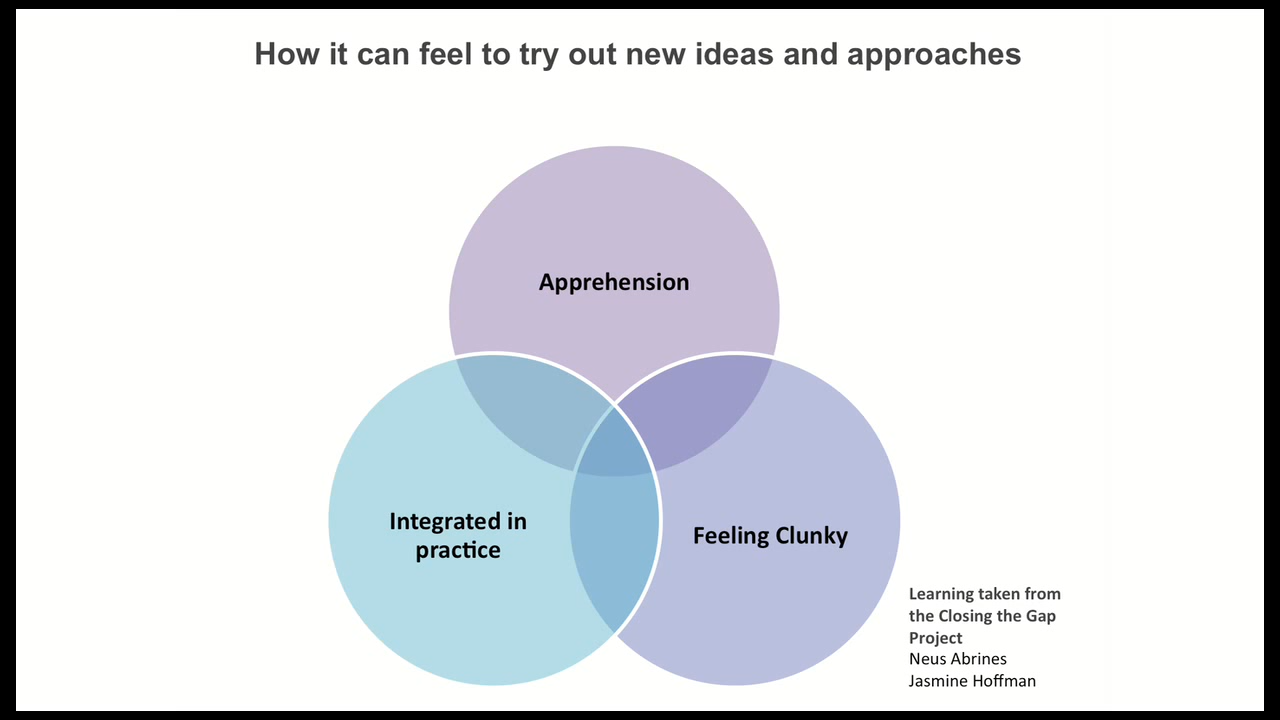 How it can feel to try out new ideas and approaches
Apprehension
Integrated in
practice
Feeling Clunky
Learning taken from
the Closing the Gap
Project
Neus Abrines
Jasmine Hoffman